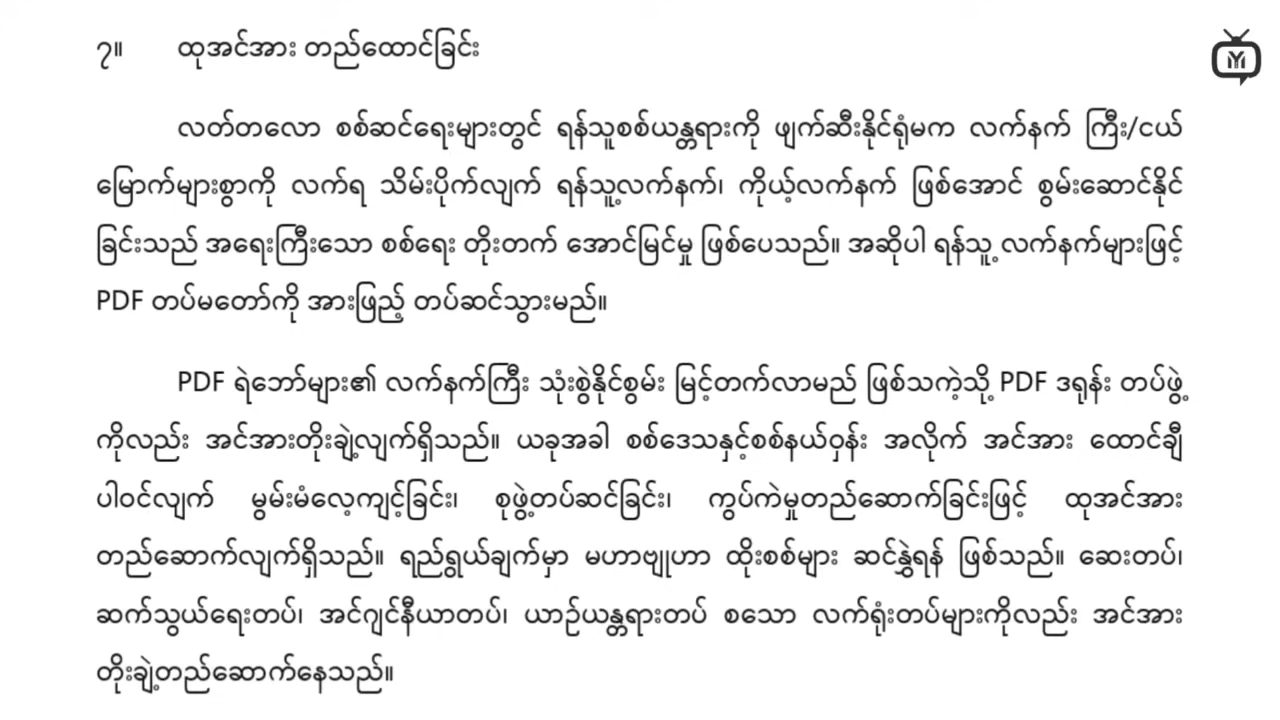 ၇။ ထုအင်အား တည်ထောင်ခြင်း
လတ်တလော စစ်ဆင်ရေးများတွင် ရန်သူစစ်ယန္တရားကို ဖျက်ဆီးနိုင်ရုံမက လက်နက် ကြီး/ငယ်
မြောက်များစွာကို လက်ရ သိမ်းပိုက်လျက် ရန်သူ့လက်နက်၊ ကိုယ့်လက်နက် ဖြစ်အောင် စွမ်းဆောင်နိုင်
ခြင်းသည် အရေးကြီးသော စစ်ရေး တိုးတက် အောင်မြင်မှု ဖြစ်ပေသည်။ အဆိုပါ ရန်သူ့ လက်နက်များဖြင့်
PDF တပ်မတော်ကို အားဖြည့် တပ်ဆင်သွားမည်။
PDF ရဲဘော်များ၏ လက်နက်ကြီး သုံးစွဲနိုင်စွမ်း မြင့်တက်လာမည် ဖြစ်သကဲ့သို့ PDF ဒရုန်း တပ်ဖွဲ့
ကိုလည်း အင်အားတိုးချဲ့လျက်ရှိသည်။ ယခုအခါ စစ်ဒေသနှင့်စစ်နယ်ဝှန်း အလိုက် အင်အား ထောင်ချီ
ပါဝင်လျက် မွမ်းမံလေ့ကျင့်ခြင်း၊ စုဖွဲ့တပ်ဆင်ခြင်း၊ ကွပ်ကဲမှုတည်ဆောက်ခြင်းဖြင့် ထုအင်အား
တည်ဆောက်လျက်ရှိသည်။ ရည်ရွယ်ချက်မှာ မဟာဗျုဟာ ထိုးစစ်များ ဆင်နွှဲရန် ဖြစ်သည်။ ဆေးတပ်၊
ဆက်သွယ်ရေးတပ်၊ အင်ဂျင်နီယာတပ်၊ ယာဉ်ယန္တရားတပ် စသော လက်ရုံးတပ်များကိုလည်း အင်အား
တိုးချဲ့တည်ဆောက်နေသည်။